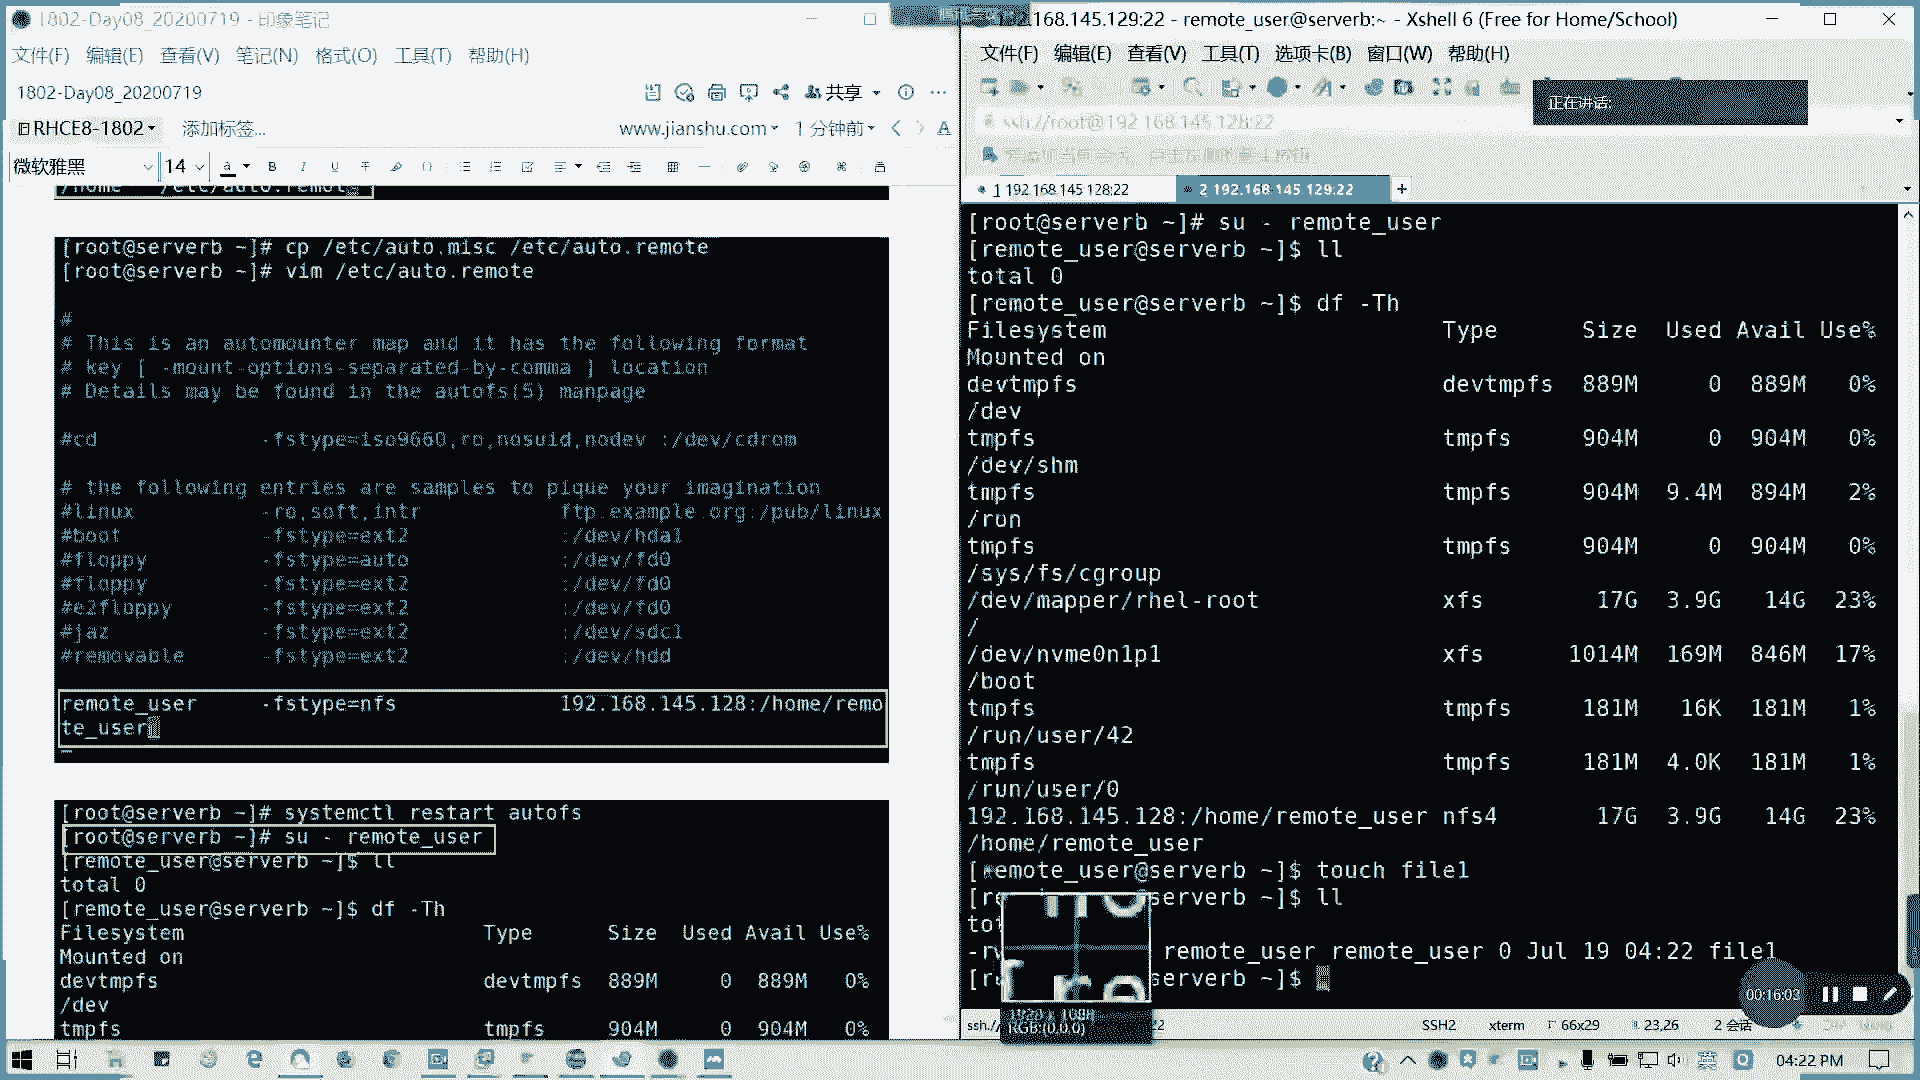 1802-Day08_20200719 - 印象笔记
文件(F) 编辑(E) 查看(V) 笔记(N) 格式(O) 工具(T) 帮助(H)
1802-Day08_20200719
共享
RHCE8-1802 添加标签...
www.jianshu.com 1 分钟前
微软雅黑 14
/home /etc/auto.remote
[root@serverb ~]# cp /etc/auto.misc /etc/auto.remote
[root@serverb ~]# vim /etc/auto.remote
#
# This is an automounter map and it has the following format
# key [ -mount-options-separated-by-comma ] location
# Details may be found in the autofs(5) manpage
#cd -fstype=iso9660,ro,nosuid,nodev :/dev/cdrom
# the following entries are samples to pique your imagination
#linux -ro,soft,intr ftp.example.org:/pub/linux
#boot -fstype=ext2 :/dev/hda1
#floppy -fstype=auto :/dev/fd0
#floppy -fstype=ext2 :/dev/fd0
#e2floppy -fstype=ext2 :/dev/fd0
#jaz -fstype=ext2 :/dev/sdc1
#removable -fstype=ext2 :/dev/hdd
remote_user -fstype=nfs 192.168.145.128:/home/remo
te_user
[root@serverb ~]# systemctl restart autofs
[root@serverb ~]# su - remote_user
[remote_user@serverb ~]$ ll
total 0
[remote_user@serverb ~]$ df -Th
Filesystem Type Size Used Avail Use%
Mounted on
devtmpfs devtmpfs 889M 0 889M 0%
/dev
tmpfs tmpfs 904M 0 904M 0%
192.168.145.129:22 - remote_user@serverb:~ - Xshell 6 (Free for Home/School)
文件(F) 编辑(E) 查看(V) 工具(T) 选项卡(B) 窗口(W) 帮助(H)
正在讲话:
ssh://root@192.168.145.128:22
1 192.168.145.128:22
2 192.168.145.129:22
[root@serverb ~]# su - remote_user
[remote_user@serverb ~]$ ll
total 0
[remote_user@serverb ~]$ df -Th
Filesystem Type Size Used Avail Use%
Mounted on
devtmpfs devtmpfs 889M 0 889M 0%
/dev
tmpfs tmpfs 904M 0 904M 0%
/dev/shm
tmpfs tmpfs 904M 9.4M 894M 2%
/run
tmpfs tmpfs 904M 0 904M 0%
/sys/fs/cgroup
/dev/mapper/rhel-root xfs 17G 3.9G 14G 23%
/
/dev/nvme0n1p1 xfs 1014M 169M 846M 17%
/boot
tmpfs tmpfs 181M 16K 181M 1%
/run/user/42
tmpfs tmpfs 181M 4.0K 181M 1%
/run/user/0
192.168.145.128:/home/remote_user nfs4 17G 3.9G 14G 23%
/home/remote_user
[remote_user@serverb ~]$ touch file1
[re serverb ~]$ ll
tot
-rw remote_user remote_user 0 Jul 19 04:22 file1
[re serverb ~]$
RGB:(0,0,0)
00:16:03
ssh:/ SSH2 xterm 66x29 23,26 2 会话
英 04:22 PM